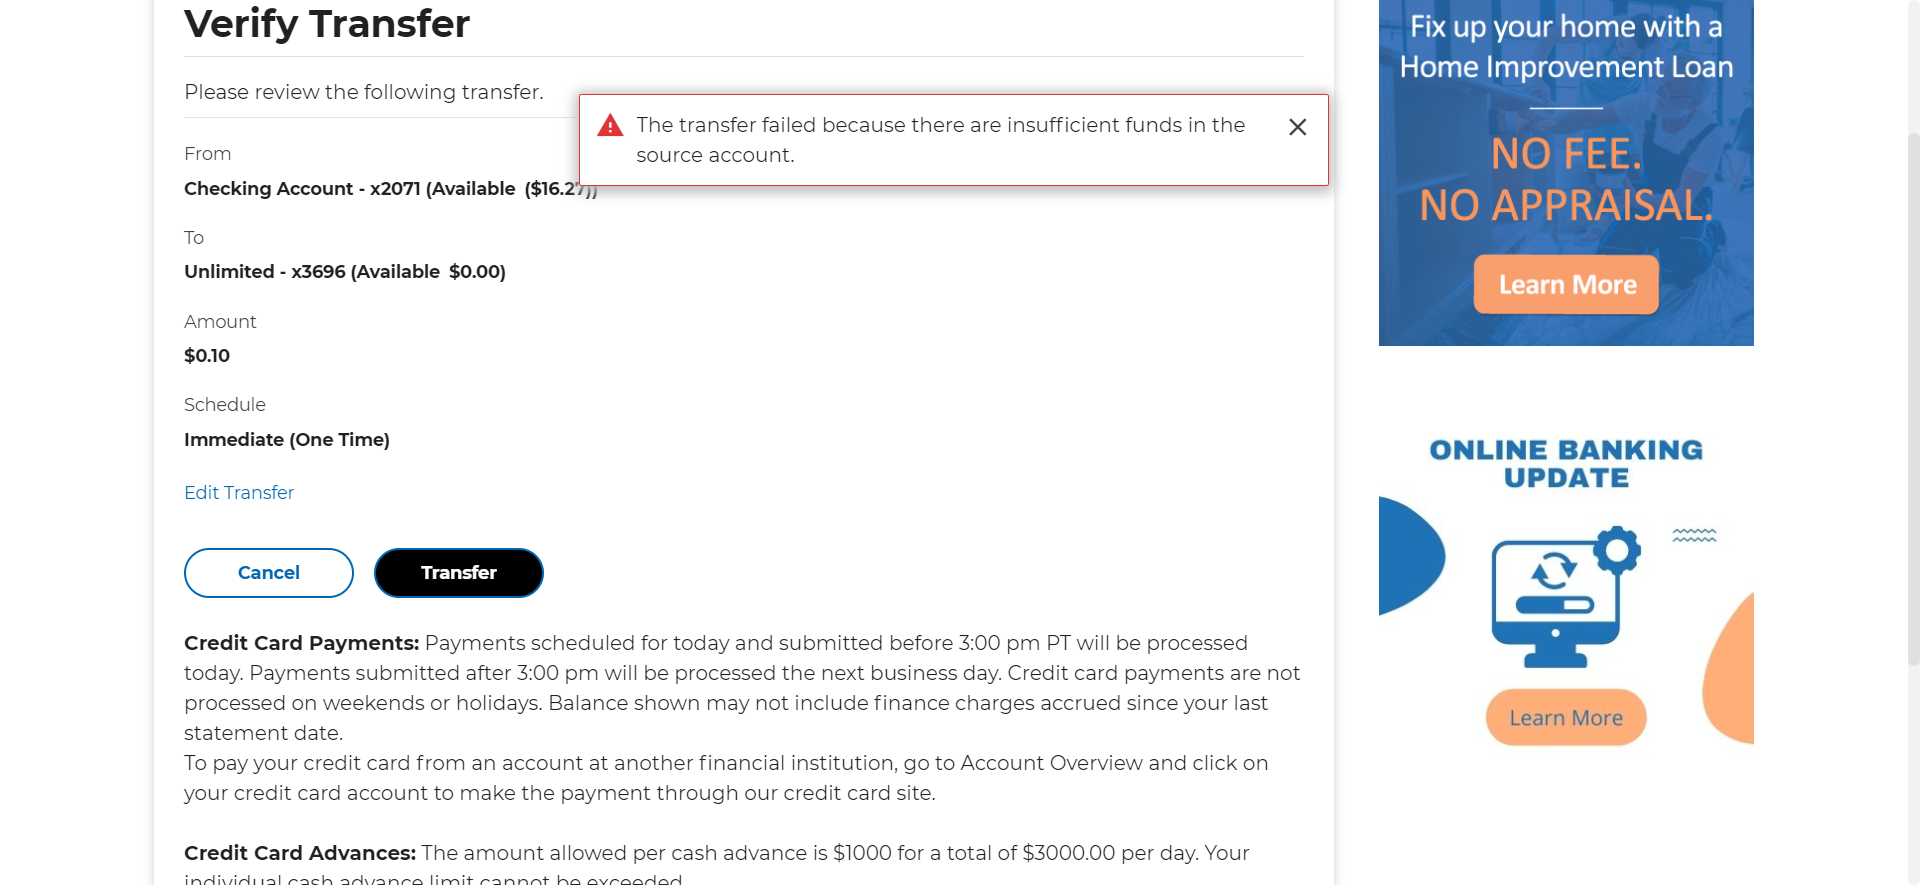 Verify Transfer
Please review the following transfer.
The transfer failed because there are insufficient funds in the
source account.
From
Checking Account - x2071 (Available ($16.27))
To
Unlimited - x3696 (Available $0.00)
Amount
$0.10
Schedule
Immediate (One Time)
Edit Transfer
Cancel
Transfer
Credit Card Payments: Payments scheduled for today and submitted before 3:00 pm PT will be processed
today. Payments submitted after 3:00 pm will be processed the next business day. Credit card payments are not
processed on weekends or holidays. Balance shown may not include finance charges accrued since your last
statement date.
To pay your credit card from an account at another financial institution, go to Account Overview and click on
your credit card account to make the payment through our credit card site.
Credit Card Advances: The amount allowed per cash advance is $1000 for a total of $3000.00 per day. Your
individual cash advance limit cannot be exceeded.
Fix up your home with a
Home Improvement Loan
NO FEE.
NO APPRAISAL.
Learn More
ONLINE BANKING
UPDATE
Learn More